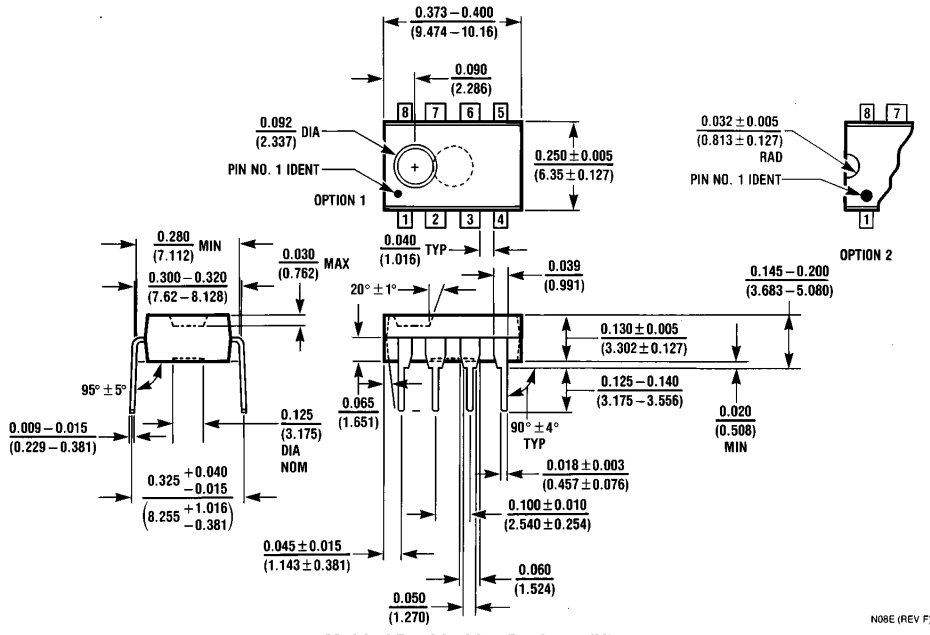 0.373–0.400
(9.474–10.16)
0.090
(2.286)
8 7 6 5
0.092 DIA
(2.337)
PIN NO. 1 IDENT
OPTION 1
0.250 ± 0.005
(6.35 ± 0.127)
1 2 3 4
0.032 ± 0.005
(0.813 ± 0.127)
RAD
PIN NO. 1 IDENT
8 7
1
OPTION 2
0.280 MIN
(7.112)
0.300–0.320
(7.62–8.128)
0.030 MAX
(0.762)
0.040 TYP
(1.016)
0.039
(0.991)
20° ± 1°
0.145–0.200
(3.683–5.080)
0.130 ± 0.005
(3.302 ± 0.127)
0.125–0.140
(3.175–3.556)
0.020
(0.508)
MIN
95° ± 5°
0.009–0.015
(0.229–0.381)
0.125
(3.175)
DIA
NOM
0.065
(1.651)
90° ± 4°
TYP
0.018 ± 0.003
(0.457 ± 0.076)
0.325 +0.040
−0.015
(8.255 +1.016
−0.381)
0.100 ± 0.010
(2.540 ± 0.254)
0.045 ± 0.015
(1.143 ± 0.381)
0.060
(1.524)
0.050
(1.270)
N08E (REV F)